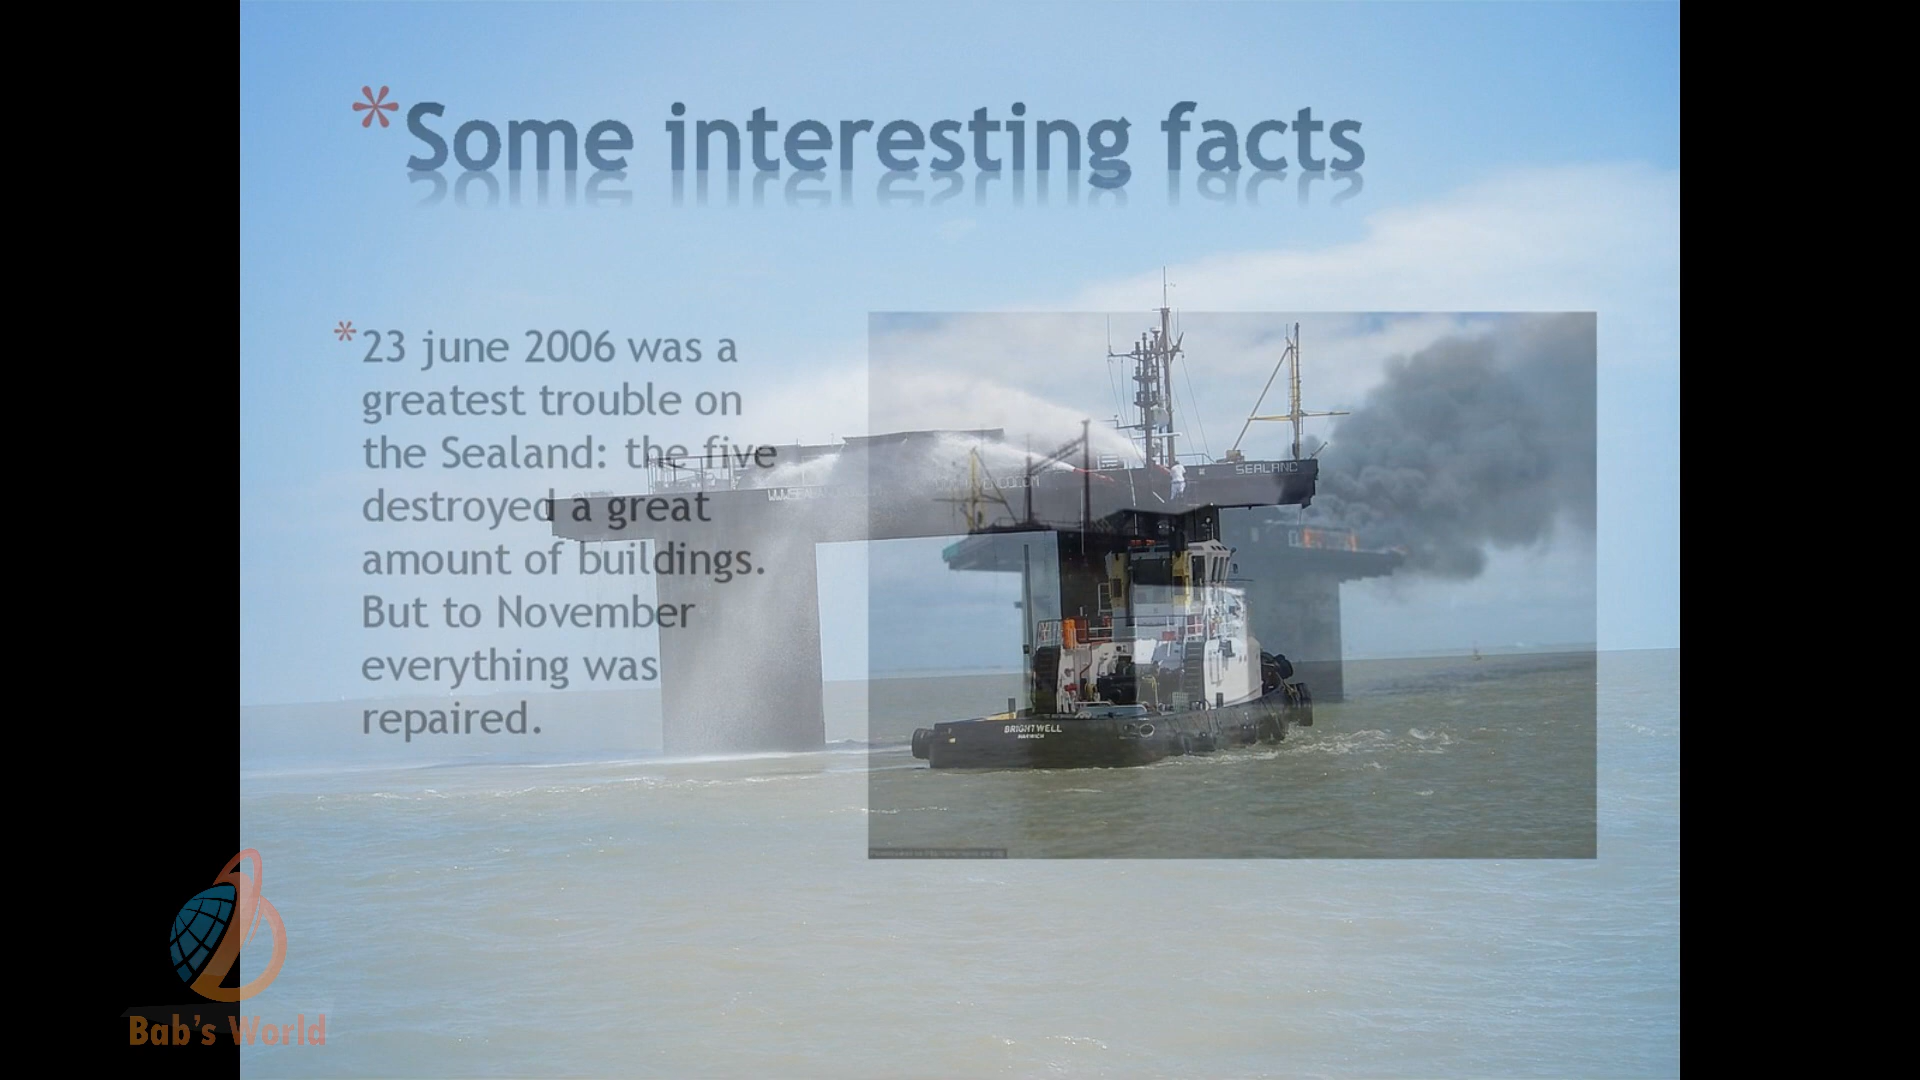 *Some interesting facts
*23 june 2006 was a
greatest trouble on
the Sealand: the five
destroyed a great
amount of buildings.
But to November
everything was
repaired.
SEALAND
BRIGHTWELL
HARWICH
Bab's World